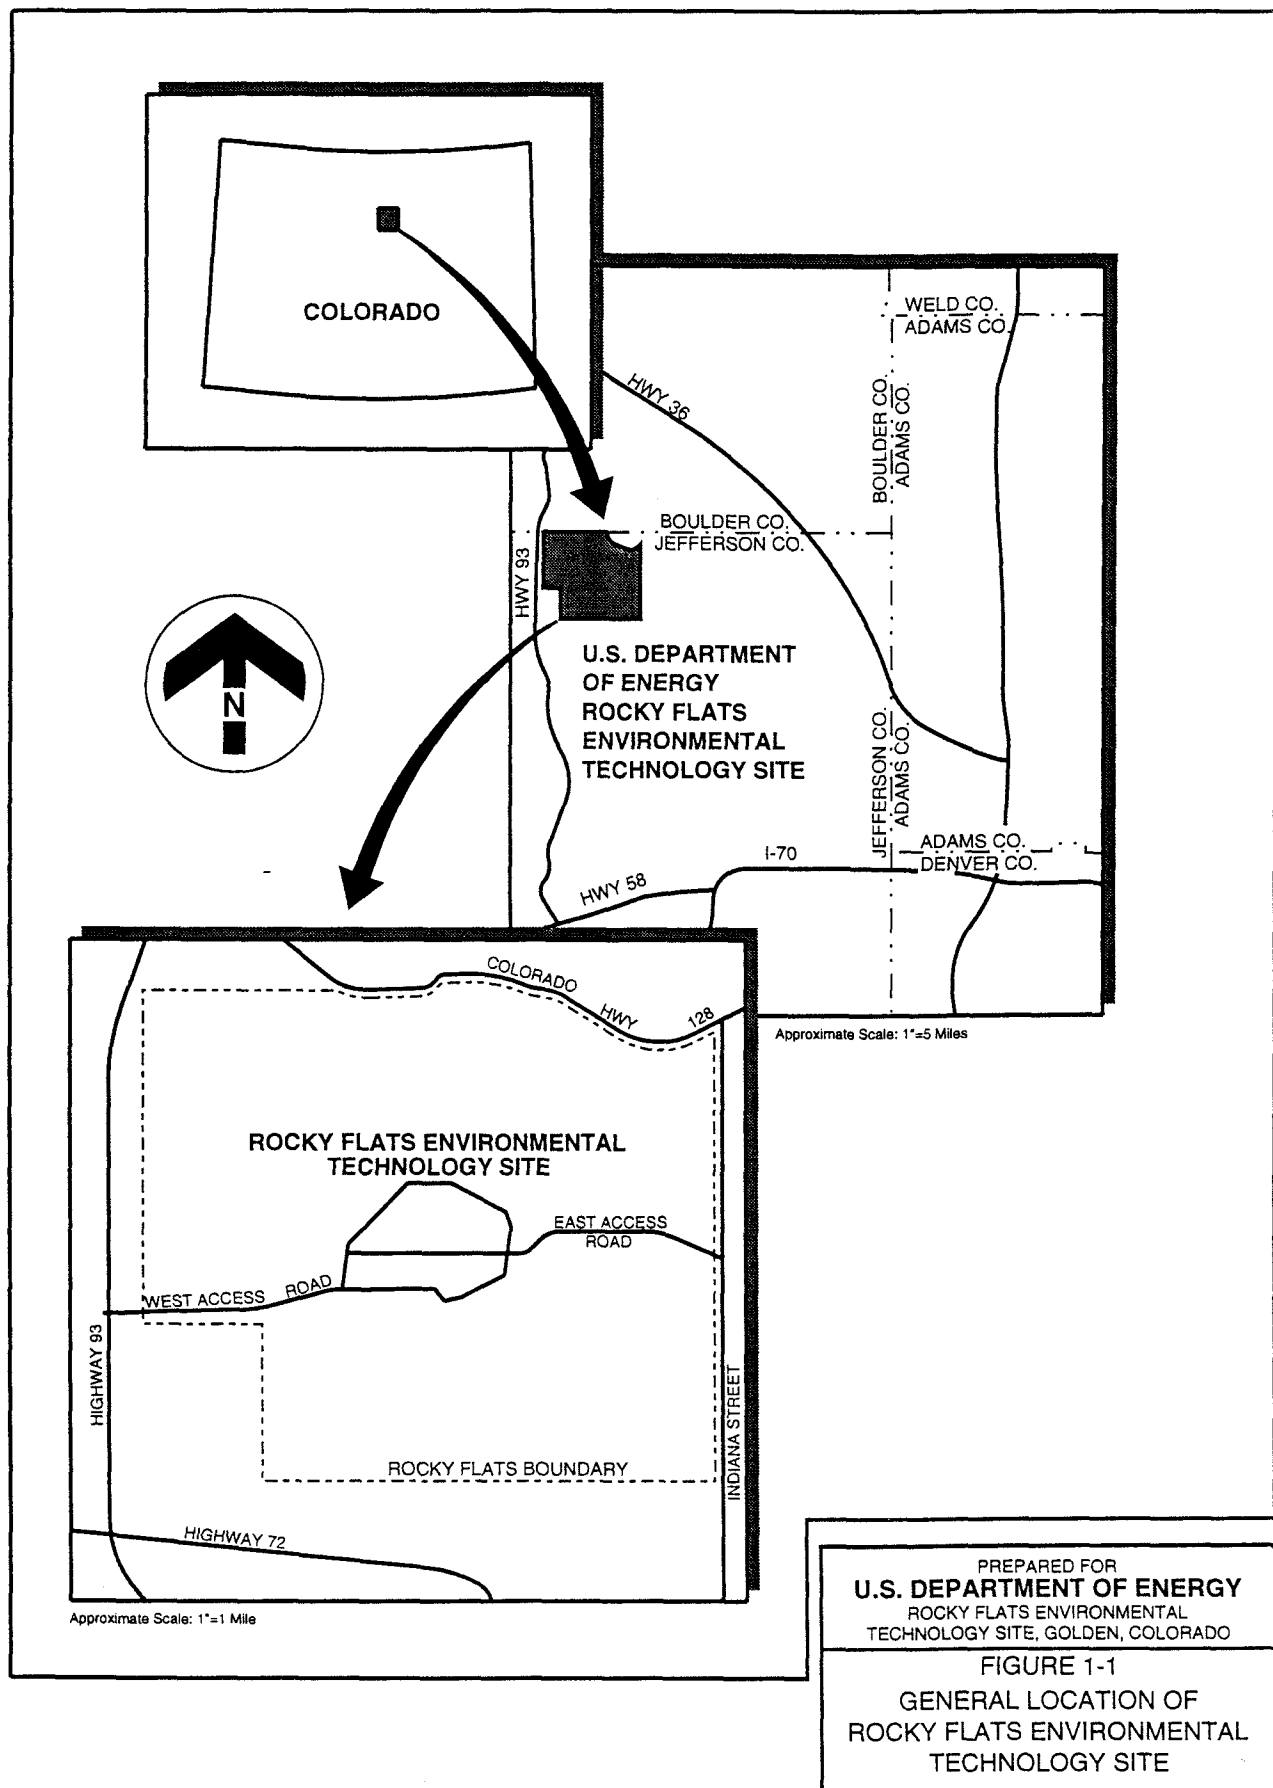 COLORADO
WELD CO.
ADAMS CO.
HWY 36
BOULDER CO.
ADAMS CO.
BOULDER CO.
JEFFERSON CO.
HWY 93
N
U.S. DEPARTMENT
OF ENERGY
ROCKY FLATS
ENVIRONMENTAL
TECHNOLOGY SITE
JEFFERSON CO.
ADAMS CO.
ADAMS CO.
DENVER CO.
I-70
HWY 58
Approximate Scale: 1"=5 Miles
COLORADO HWY 128
ROCKY FLATS ENVIRONMENTAL
TECHNOLOGY SITE
EAST ACCESS
ROAD
WEST ACCESS ROAD
HIGHWAY 93
INDIANA STREET
ROCKY FLATS BOUNDARY
HIGHWAY 72
Approximate Scale: 1"=1 Mile
PREPARED FOR
U.S. DEPARTMENT OF ENERGY
ROCKY FLATS ENVIRONMENTAL
TECHNOLOGY SITE, GOLDEN, COLORADO
FIGURE 1-1
GENERAL LOCATION OF
ROCKY FLATS ENVIRONMENTAL
TECHNOLOGY SITE